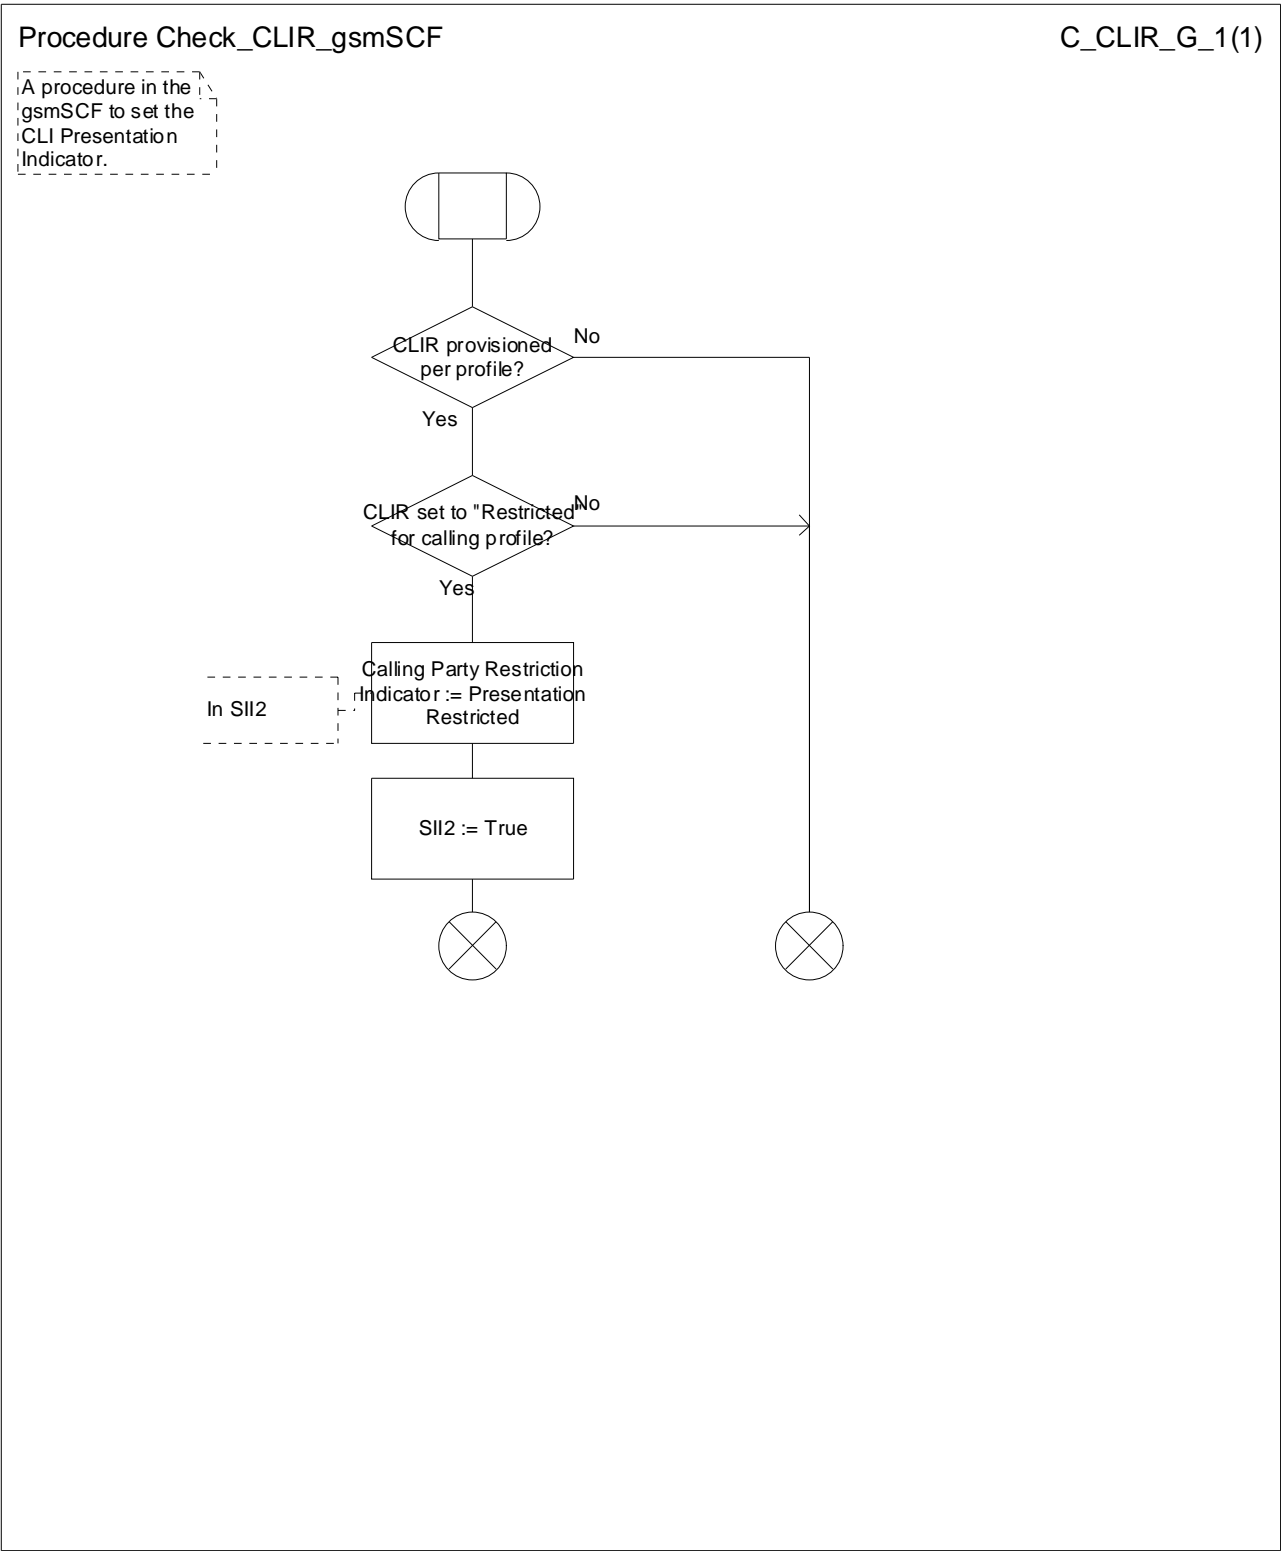 Procedure Check_CLIR_gsmSCF
C_CLIR_G_1(1)
A procedure in the
gsmSCF to set the
CLI Presentation
Indicator.
CLIR provisioned
per profile?
No
Yes
CLIR set to "Restricted"
for calling profile?
No
Yes
Calling Party Restriction
Indicator := Presentation
Restricted
In SII2
SII2 := True